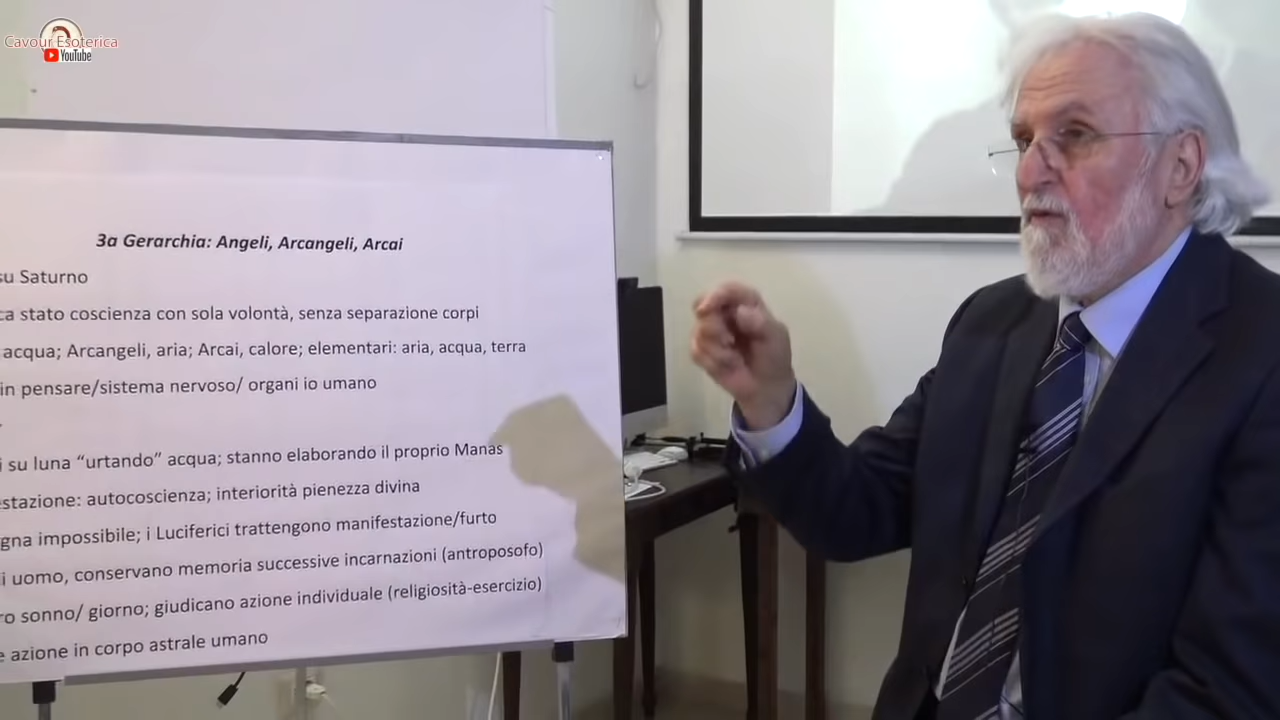 Cavour Esoterica
YouTube
3a Gerarchia: Angeli, Arcangeli, Arcai
su Saturno
ca stato coscienza con sola volontà, senza separazione corpi
acqua; Arcangeli, aria; Arcai, calore; elementari: aria, acqua, terra
in pensare/sistema nervoso/ organi io umano
i su luna “urtando” acqua; stanno elaborando il proprio Manas
estazione: autocoscienza; interiorità pienezza divina
gna impossibile; i Luciferici trattengono manifestazione/furto
i uomo, conservano memoria successive incarnazioni (antroposofo)
ro sonno/ giorno; giudicano azione individuale (religiosità-esercizio)
e azione in corpo astrale umano